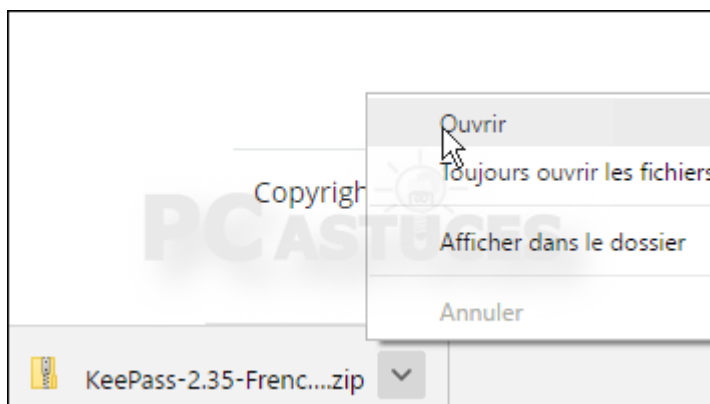 Ouvrir
Toujours ouvrir les fichiers
Copyrigh
PC ASTUCES
Afficher dans le dossier
Annuler
KeePass-2.35-Frenc....zip